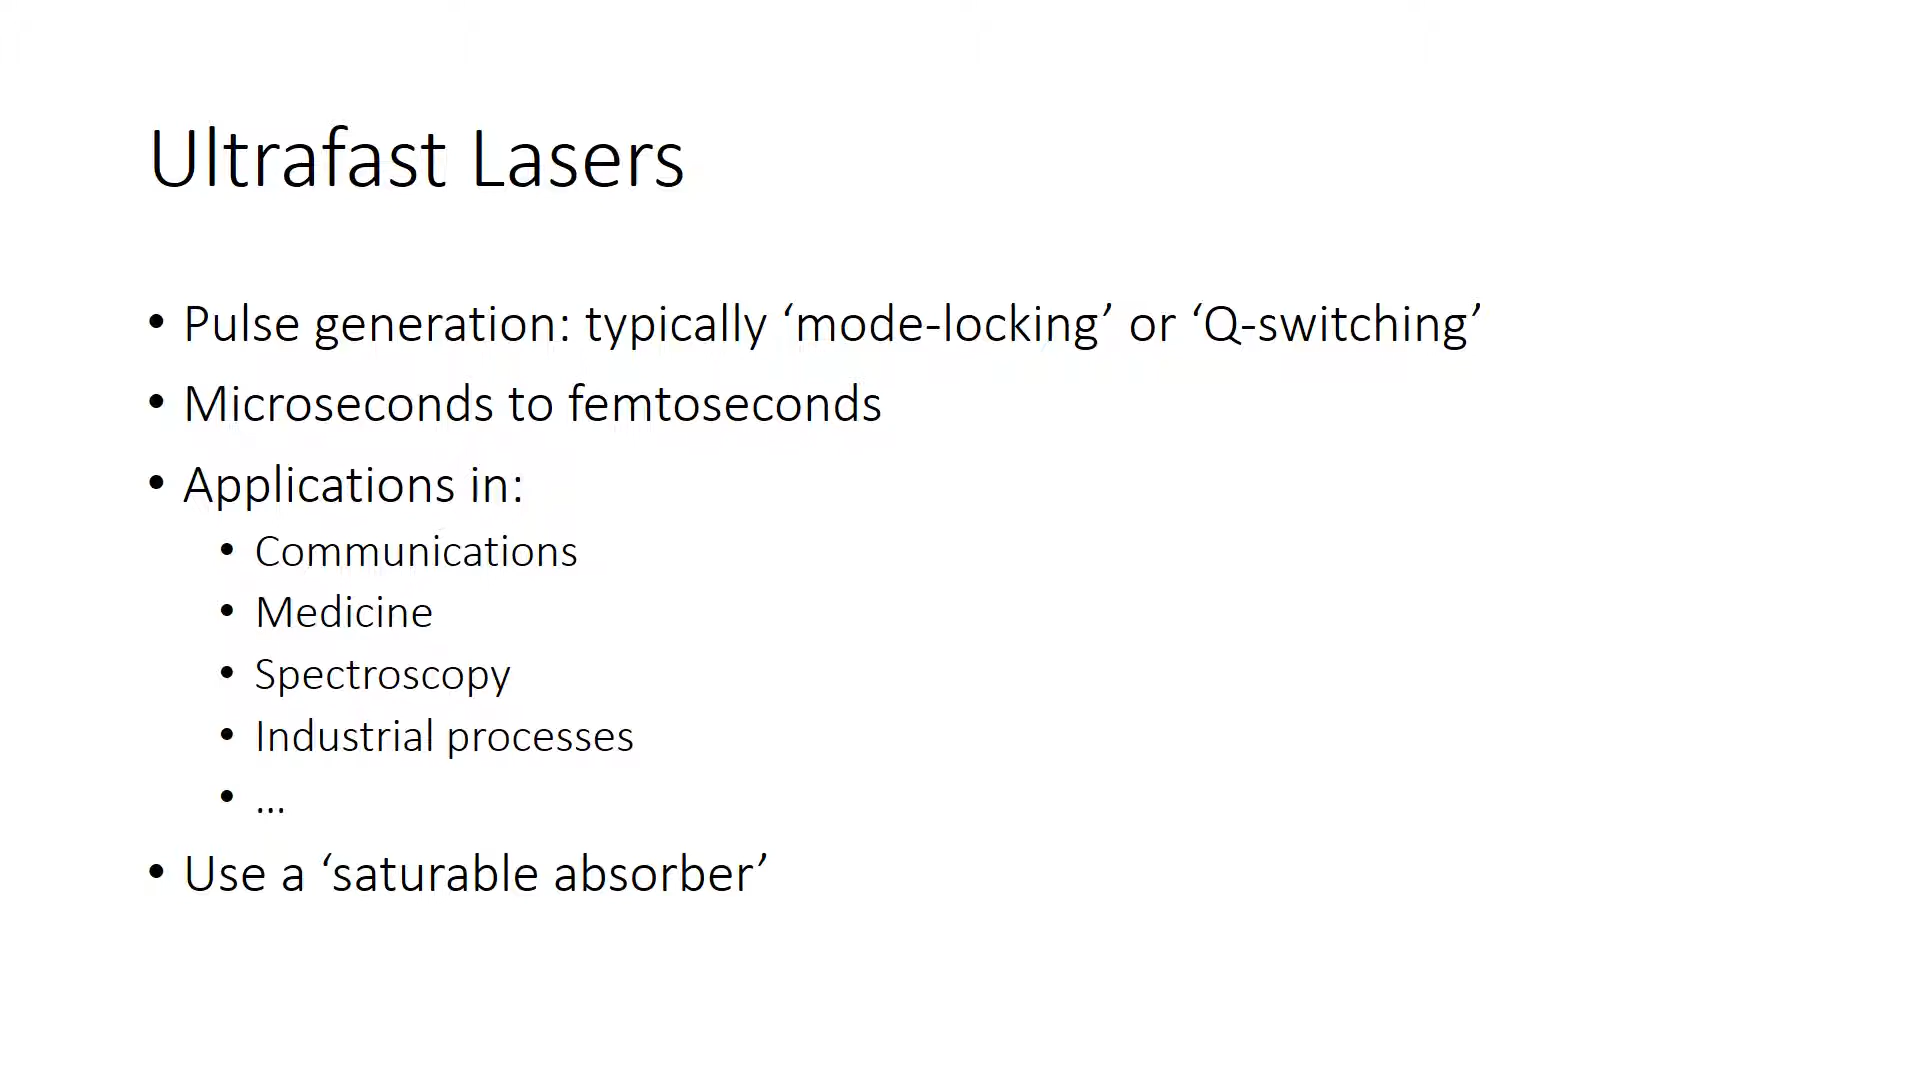 Ultrafast Lasers
• Pulse generation: typically ‘mode-locking’ or ‘Q-switching’
• Microseconds to femtoseconds
• Applications in:
• Communications
• Medicine
• Spectroscopy
• Industrial processes
• …
• Use a ‘saturable absorber’